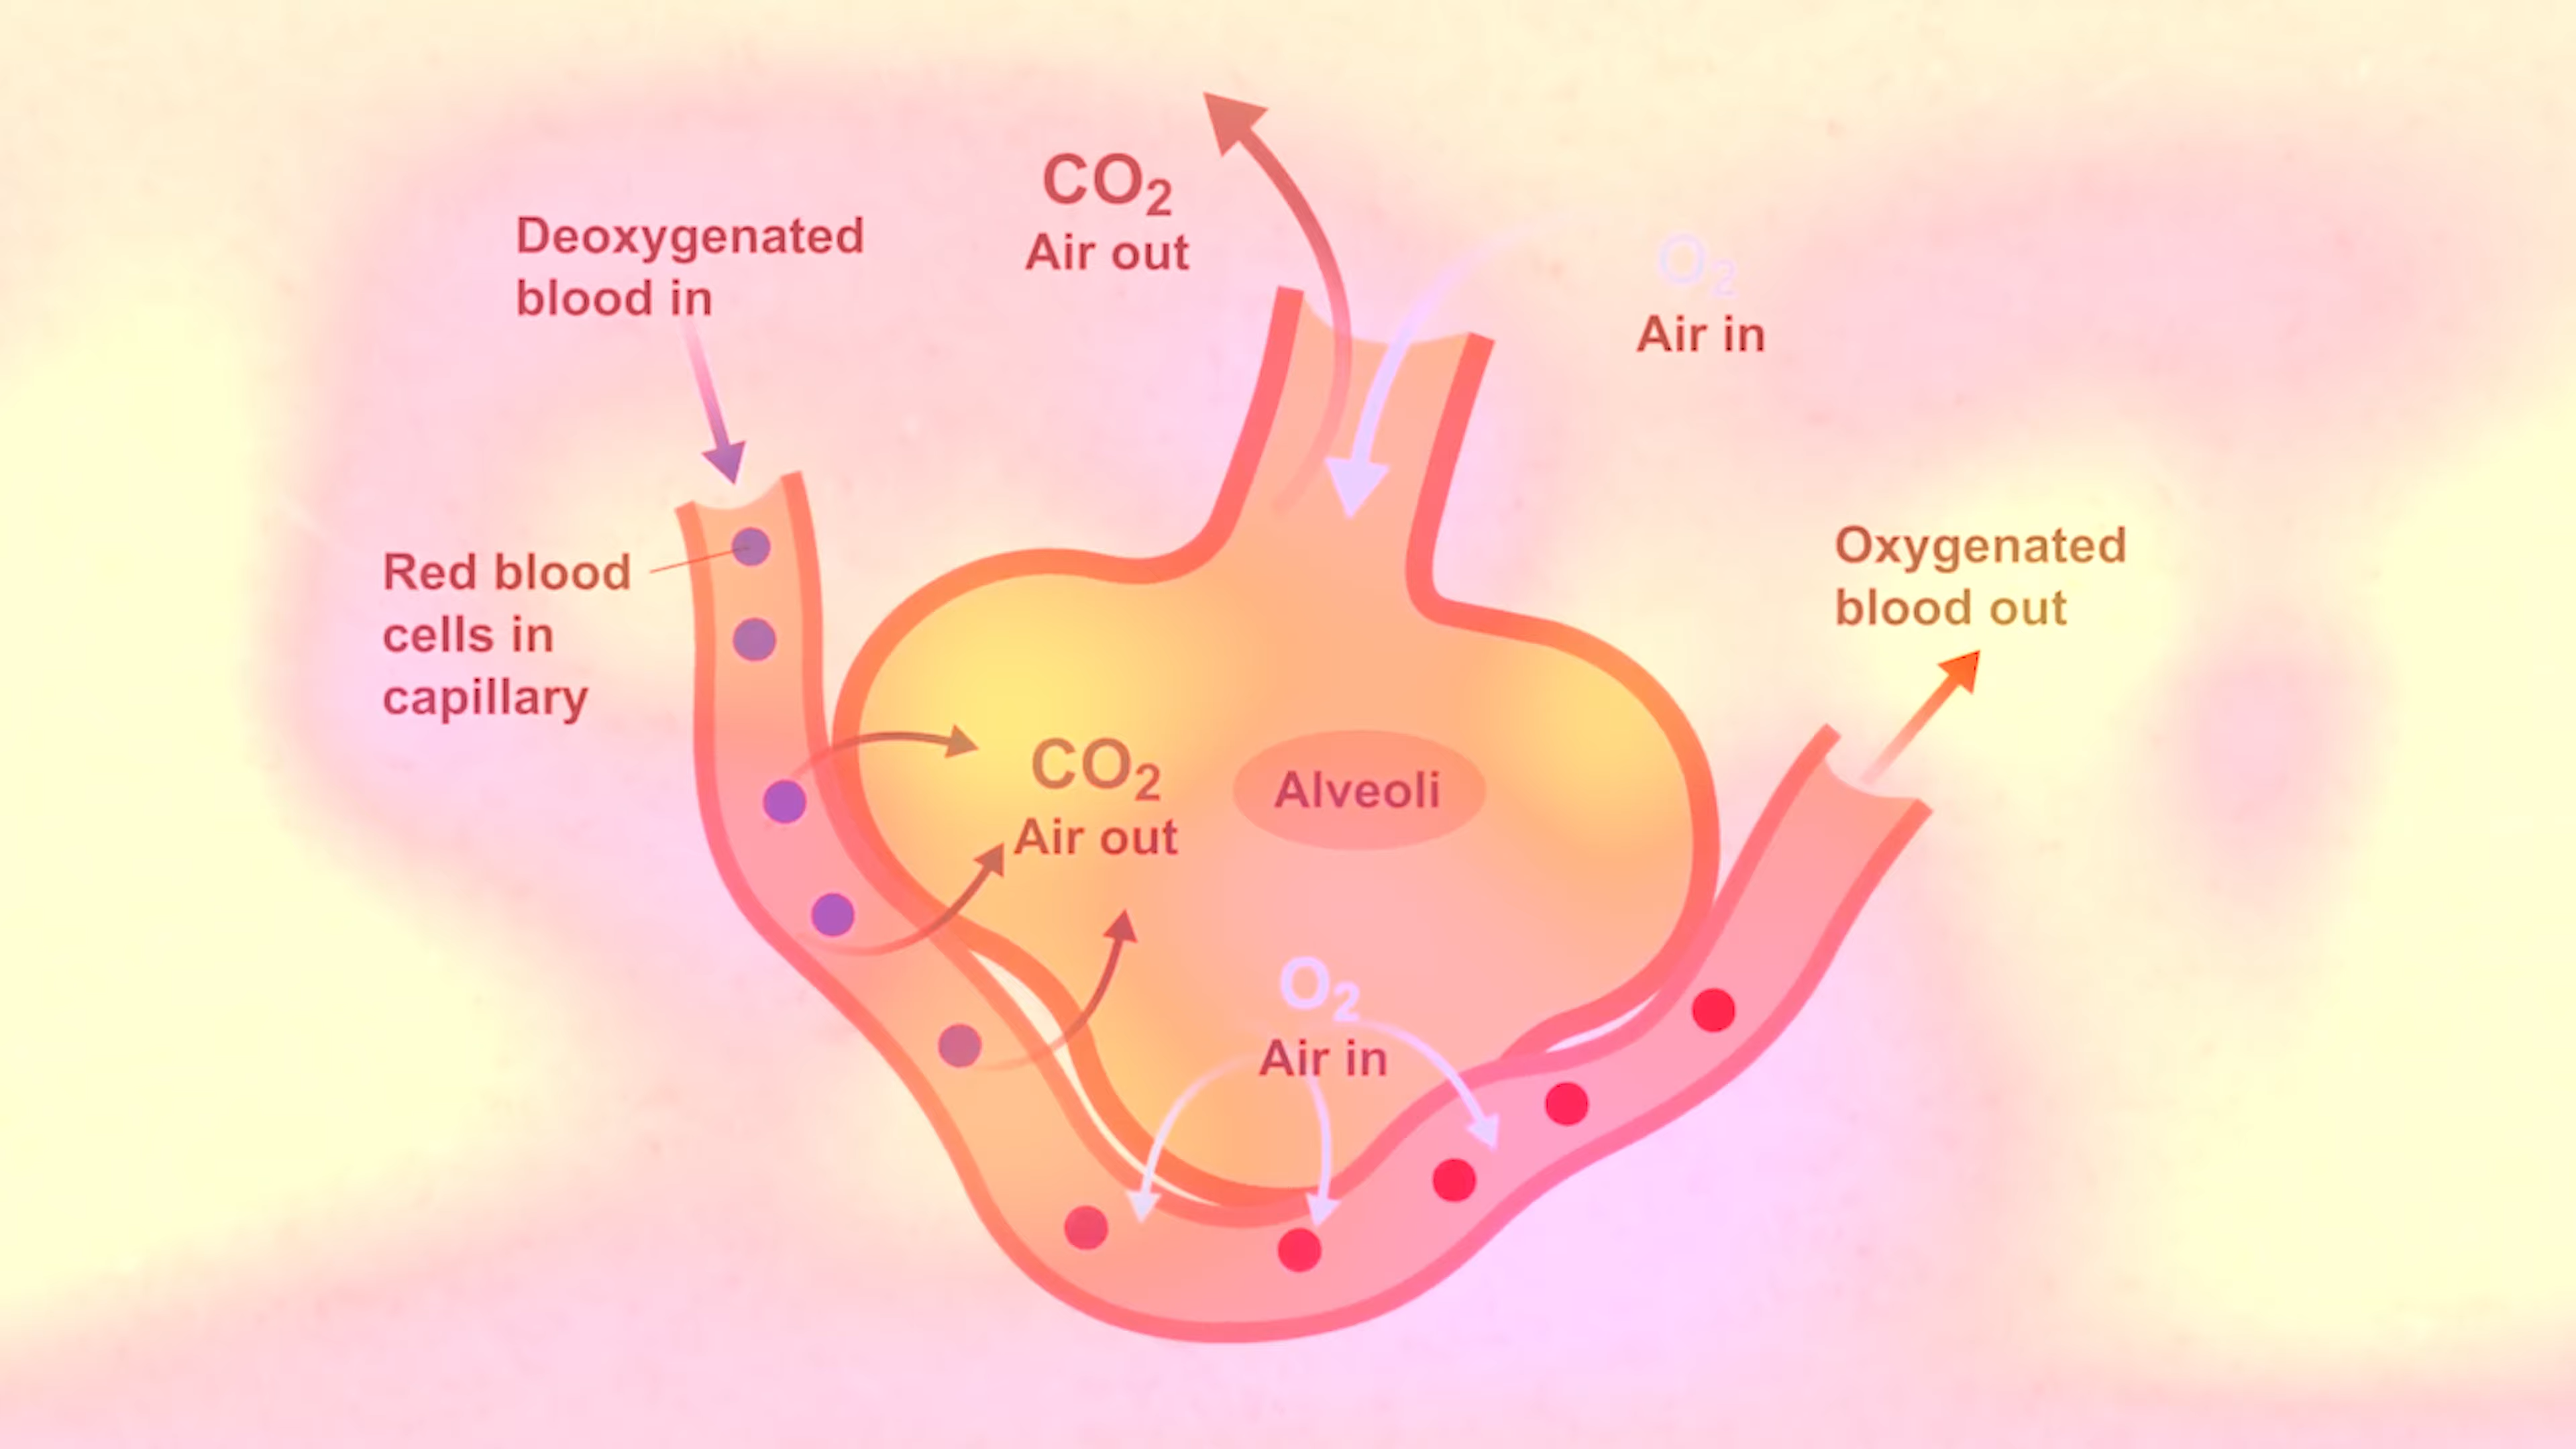 CO₂
Air out
Deoxygenated
blood in
O₂
Air in
Red blood
cells in
capillary
Oxygenated
blood out
CO₂
Air out
Alveoli
O₂
Air in